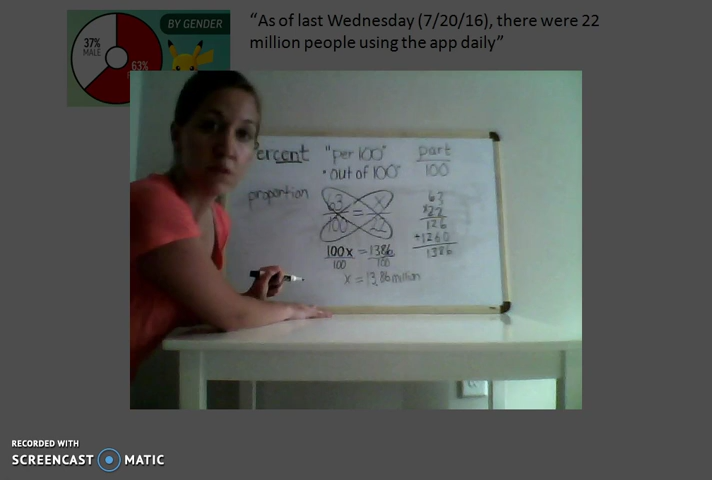 BY GENDER
37%
MALE
63%
"As of last Wednesday (7/20/16), there were 22
million people using the app daily"
ercent "per 100" part
"out of 100" 100
proportion
63 = x
100 22
100x = 1386
100 100
x = 13.86 million
63
x22
126
+1260
1386
RECORDED WITH
SCREENCAST MATIC